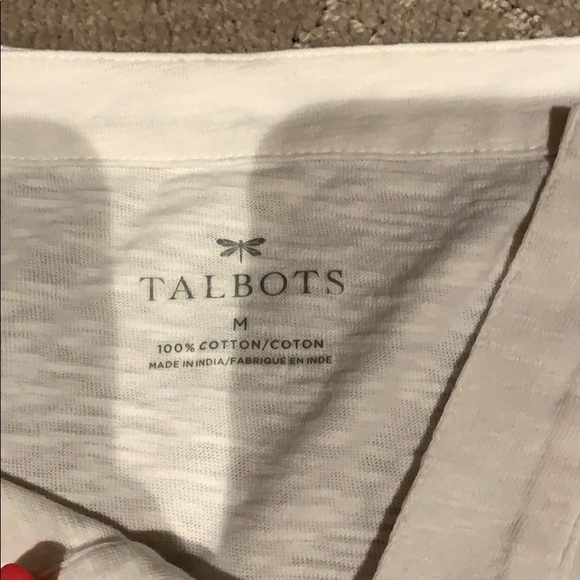 TALBOTS
M
100% COTTON/COTON
MADE IN INDIA/FABRIQUÉ EN INDE